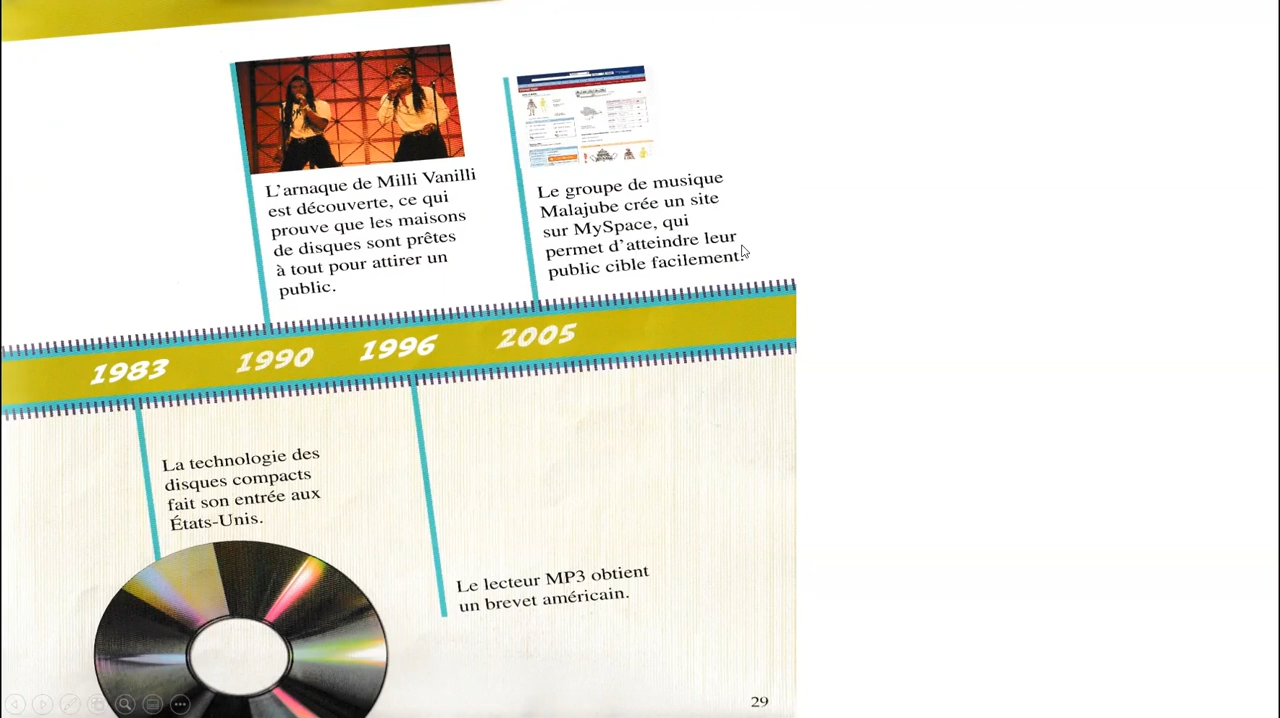 L'arnaque de Milli Vanilli
est découverte, ce qui
prouve que les maisons
de disques sont prêtes
à tout pour attirer un
public.
Le groupe de musique
Malajube crée un site
sur MySpace, qui
permet d'atteindre leur
public cible facilement.
1983
1990
1996
2005
La technologie des
disques compacts
fait son entrée aux
États-Unis.
Le lecteur MP3 obtient
un brevet américain.
29